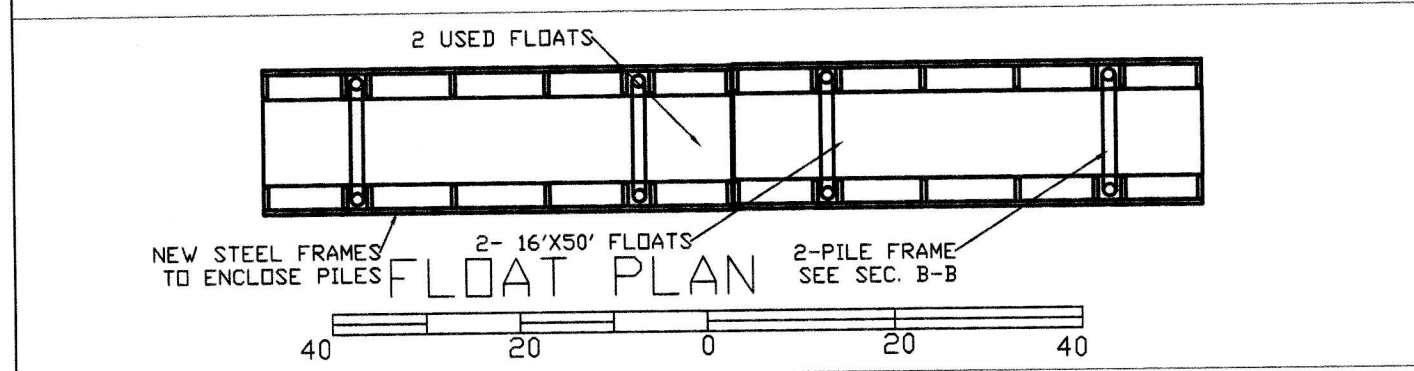 2 USED FLOATS
NEW STEEL FRAMES
TO ENCLOSE PILES
2- 16'X50' FLOATS
2-PILE FRAME
SEE SEC. B-B
FLOAT PLAN
40 20 0 20 40